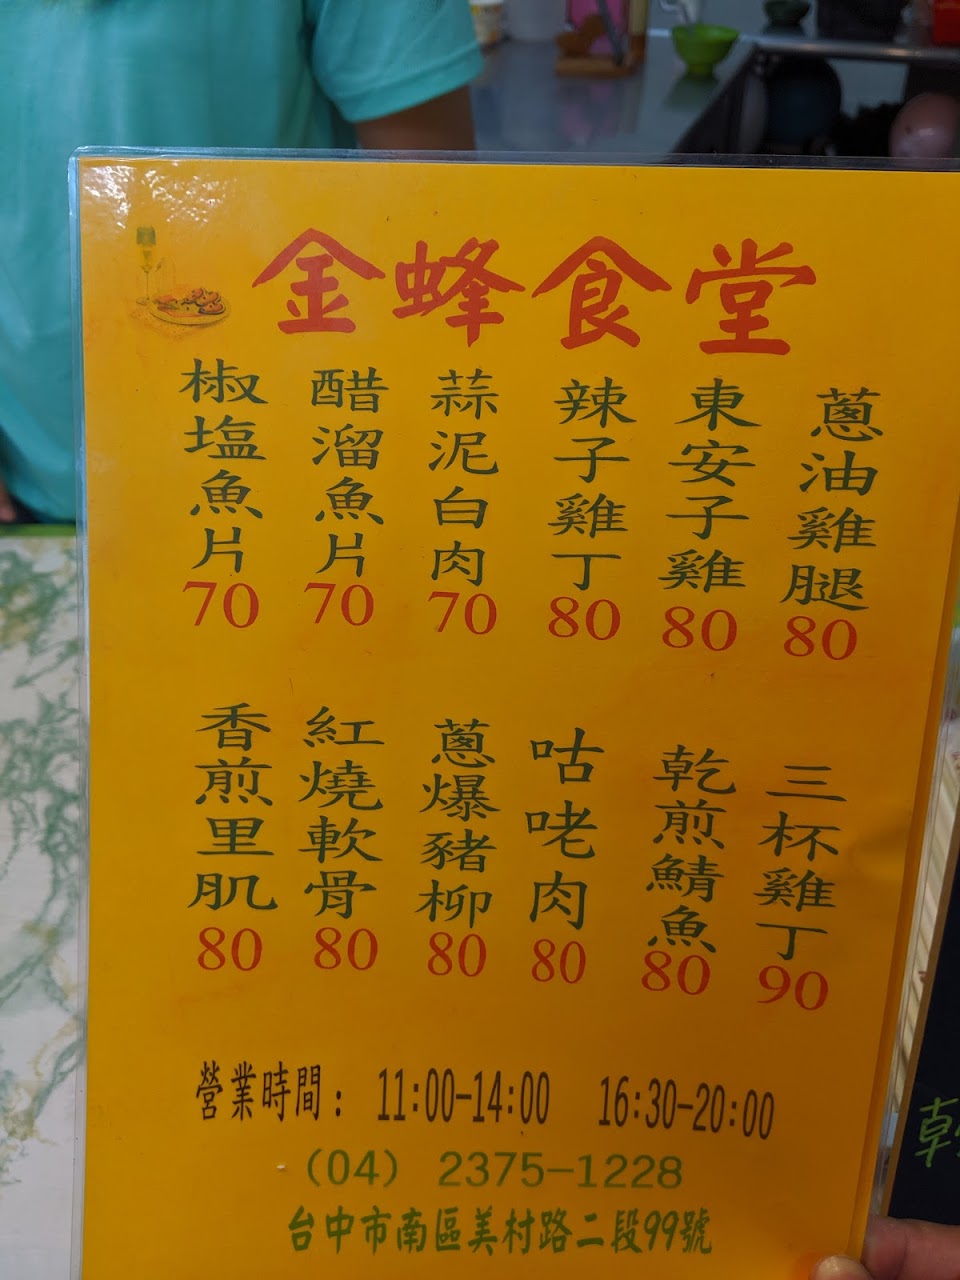 金蜂食堂
椒塩魚片
70
醋溜魚片
70
蒜泥白肉
70
辣子雞丁
80
東安子雞
80
蔥油雞腿
80
香煎里肌
80
紅燒軟骨
80
蔥爆豬柳
80
咕咾肉
80
乾煎鯖魚
80
三杯雞丁
90
營業時間： 11:00-14:00 16:30-20:00
(04) 2375-1228
台中市南區美村路二段99號